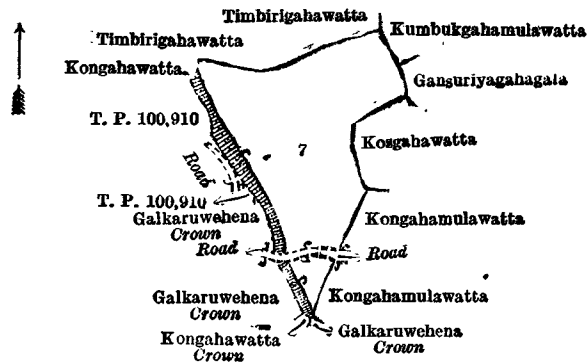 Timbirigahawatta
Timbirigahawatta
Kumbukgahamulawatta
Kongahawatta
Gansuriyagahagala
T. P. 100,910
Kosgahawatta
7
Road
T. P. 100,910
Galkaruwehena
Crown
Kongahamulawatta
Road
Road
Galkaruwehena
Crown
Kongahamulawatta
Kongahawatta
Crown
Galkaruwehena
Crown